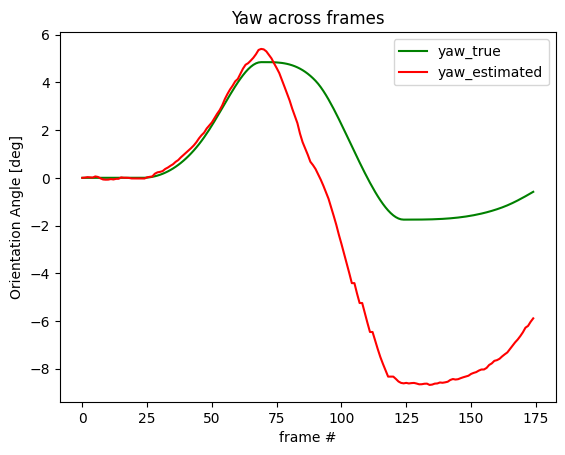 Yaw across frames
yaw_true
yaw_estimated
Orientation Angle [deg]
6
4
2
0
−2
−4
−6
−8
0 25 50 75 100 125 150 175
frame #